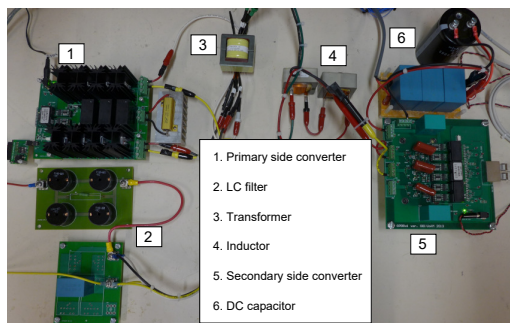 1
3
4
6
2
5
1. Primary side converter
2. LC filter
3. Transformer
4. Inductor
5. Secondary side converter
6. DC capacitor